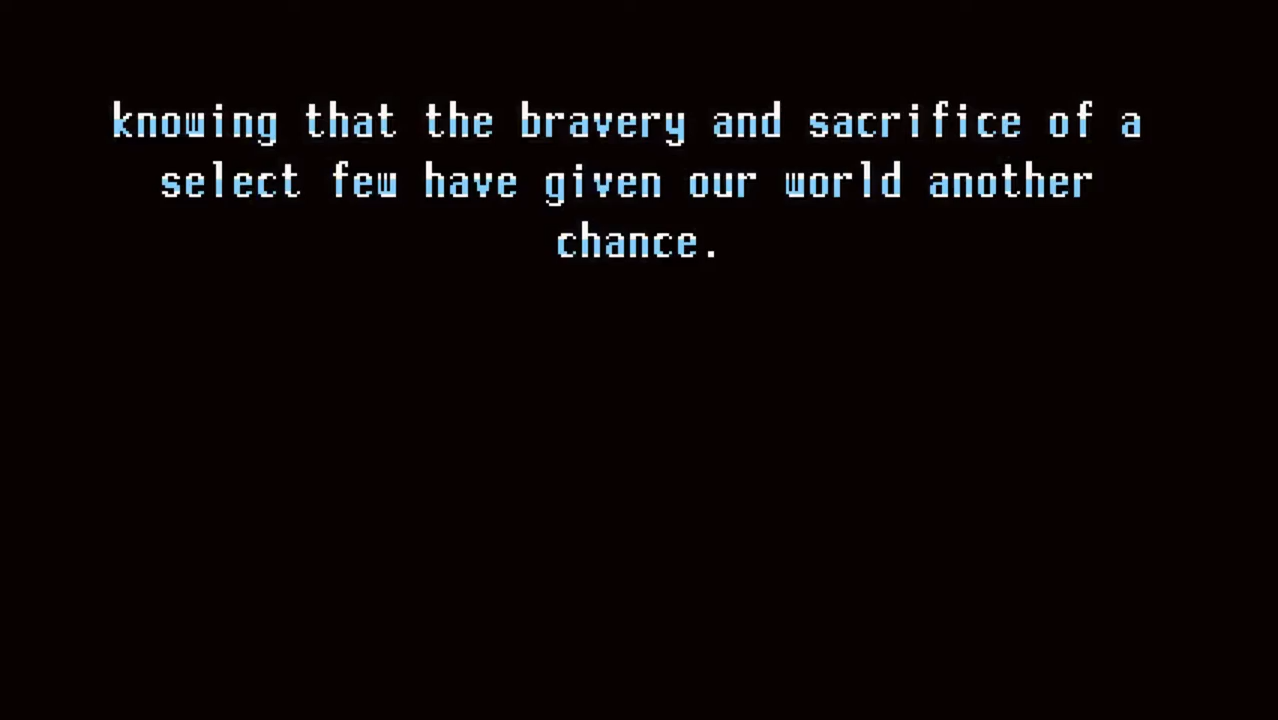 knowing that the bravery and sacrifice of a
select few have given our world another
chance.